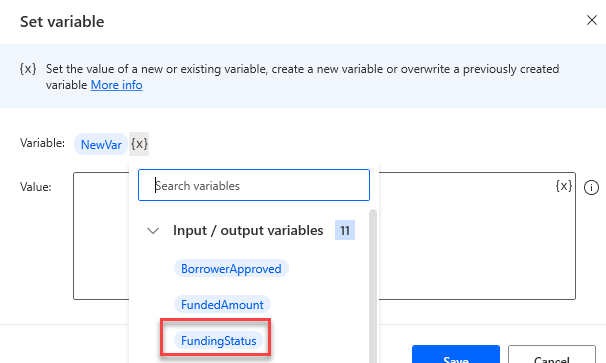 Set variable
{x} Set the value of a new or existing variable, create a new variable or overwrite a previously created
variable More info
Variable: NewVar {x}
Value: {x}
Search variables
Input / output variables 11
BorrowerApproved
FundedAmount
FundingStatus
Save Cancel